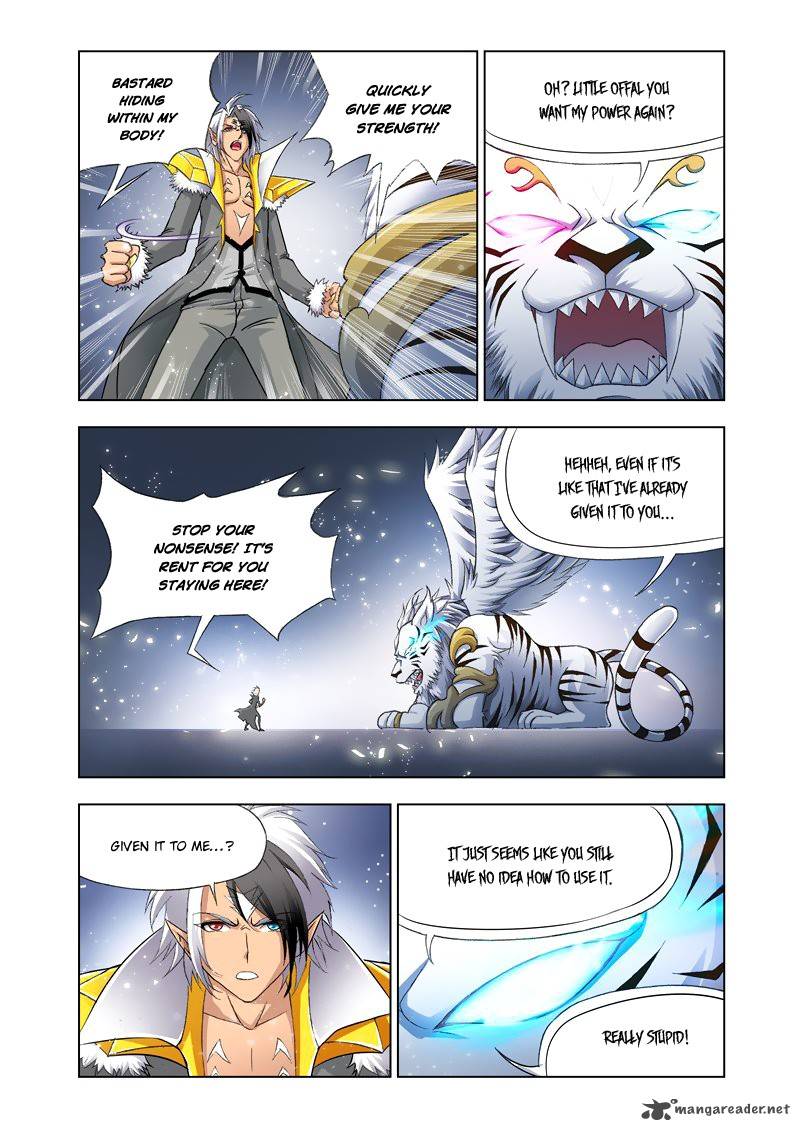 BASTARD
HIDING
WITHIN MY
BODY!
QUICKLY
GIVE ME YOUR
STRENGTH!
OH? LITTLE OFFAL YOU
WANT MY POWER AGAIN?
HEHHEH, EVEN IF IT'S
LIKE THAT I'VE ALREADY
GIVEN IT TO YOU...
STOP YOUR
NONSENSE! IT'S
RENT FOR YOU
STAYING HERE!
GIVEN IT TO ME...?
IT JUST SEEMS LIKE YOU STILL
HAVE NO IDEA HOW TO USE IT.
REALLY STUPID!
mangareader.net